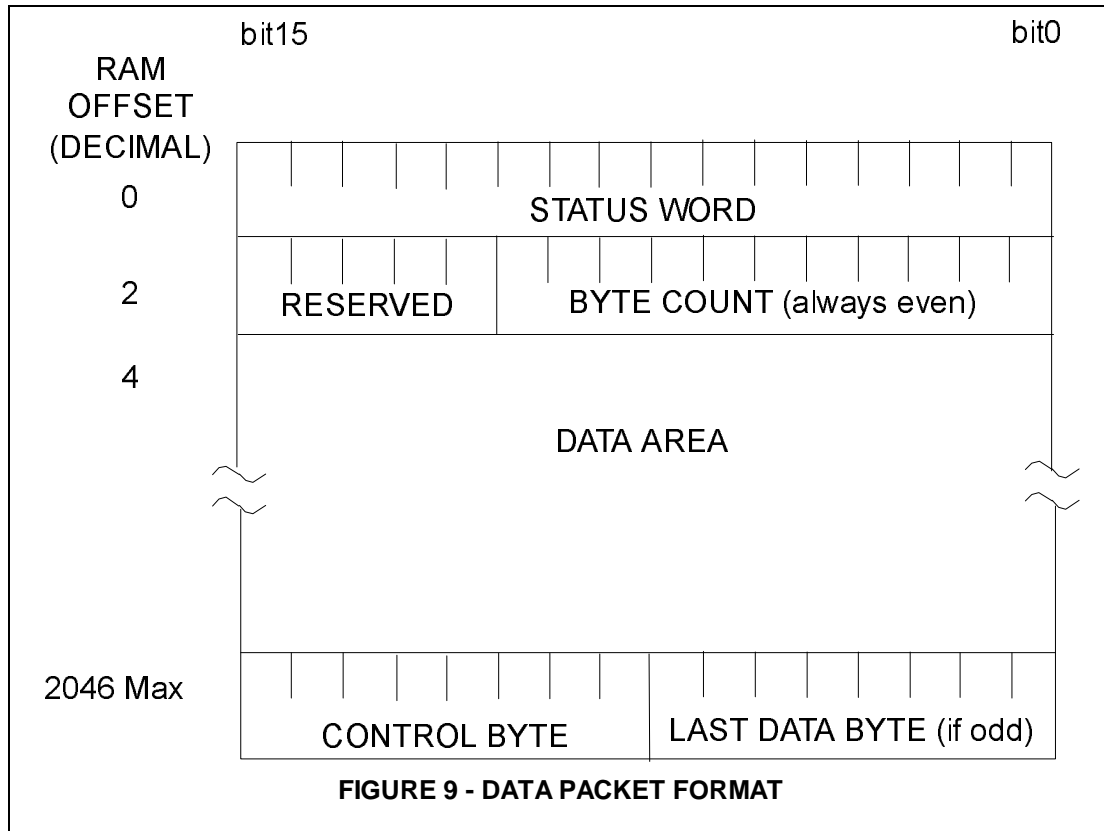 bit15 bit0
RAM
OFFSET
(DECIMAL)
0
STATUS WORD
2
RESERVED BYTE COUNT (always even)
4
DATA AREA
2046 Max
CONTROL BYTE LAST DATA BYTE (if odd)
FIGURE 9 - DATA PACKET FORMAT